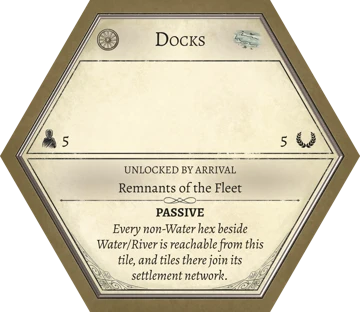 DOCKS
5 5
UNLOCKED BY ARRIVAL
Remnants of the Fleet
PASSIVE
Every non-Water hex beside
Water/River is reachable from this
tile, and tiles there join its
settlement network.